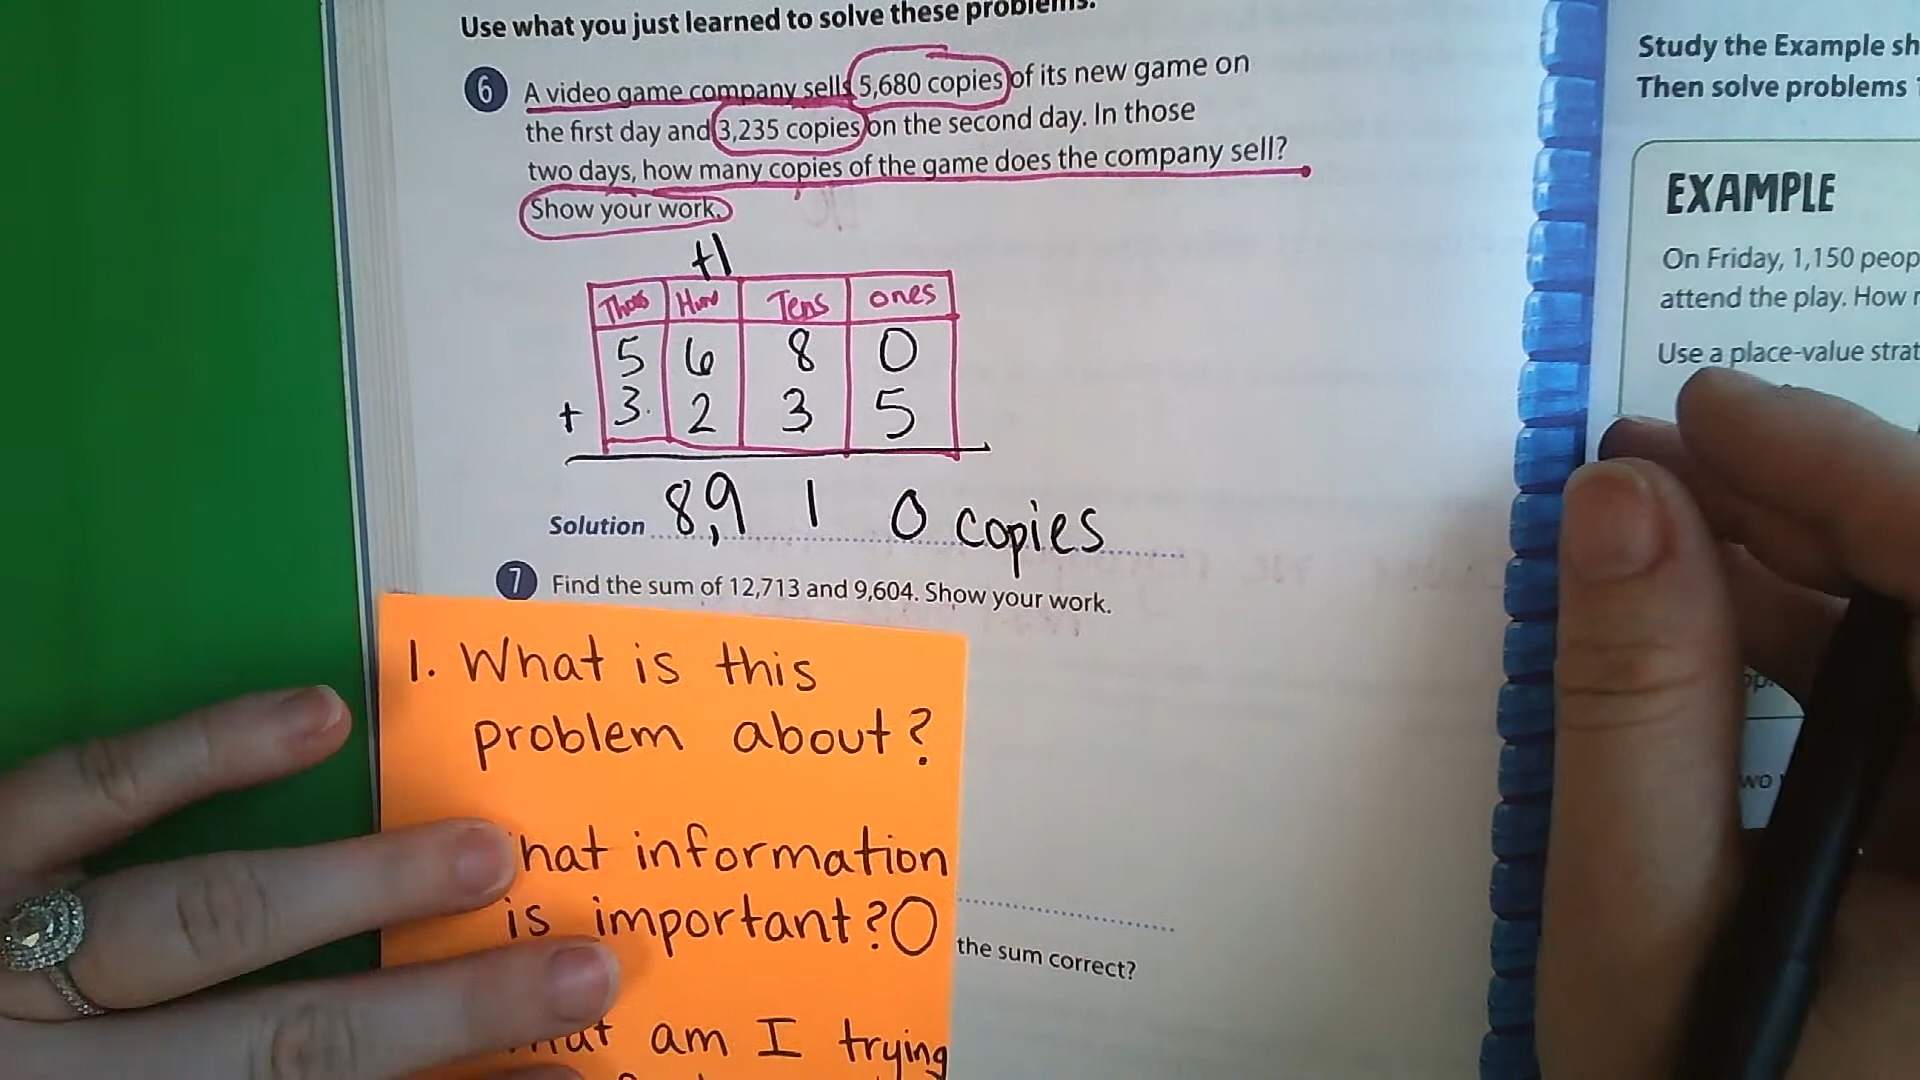 Use what you just learned to solve these problems.
6 A video game company sells 5,680 copies of its new game on
the first day and 3,235 copies on the second day. In those
two days, how many copies of the game does the company sell?
Show your work.
+1
Thous Hun Tens ones
5 6 8 0
+ 3. 2 3 5
Solution 8,9 1 0 copies
7 Find the sum of 12,713 and 9,604. Show your work.
1. What is this
problem about?
hat information
is important?O
the sum correct?
am I trying
Study the Example sh
Then solve problems
EXAMPLE
On Friday, 1,150 peop
attend the play. How
Use a place-value strat